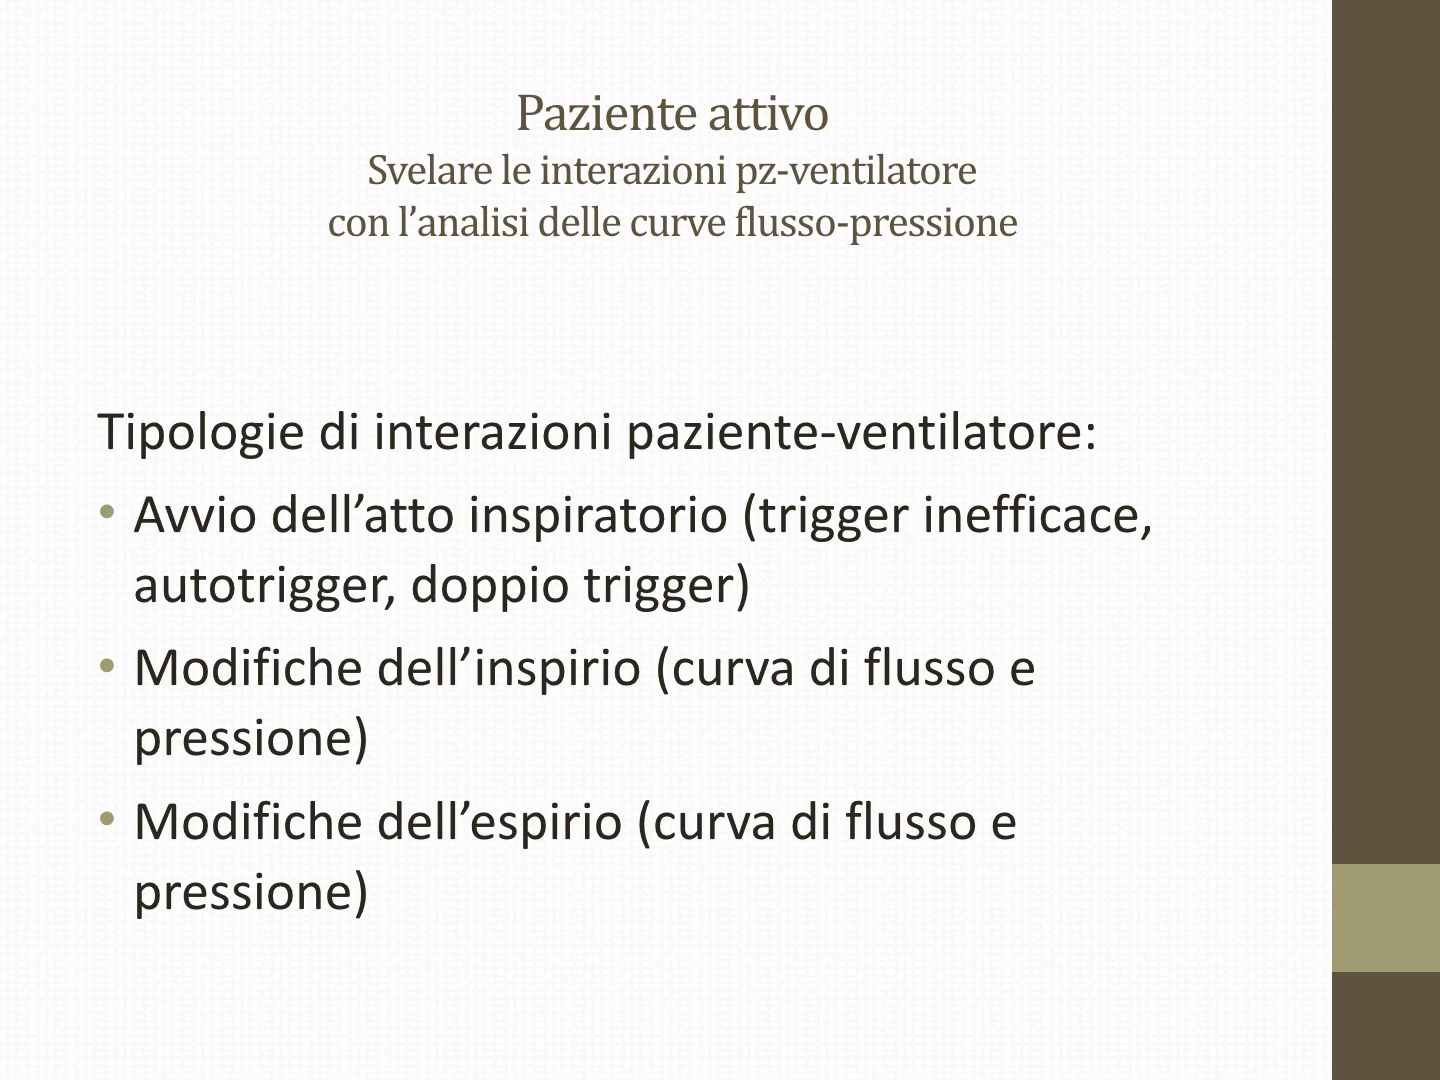 Paziente attivo
Svelare le interazioni pz-ventilatore
con l’analisi delle curve flusso-pressione
Tipologie di interazioni paziente-ventilatore:
• Avvio dell’atto inspiratorio (trigger inefficace,
autotrigger, doppio trigger)
• Modifiche dell’inspirio (curva di flusso e
pressione)
• Modifiche dell’espirio (curva di flusso e
pressione)